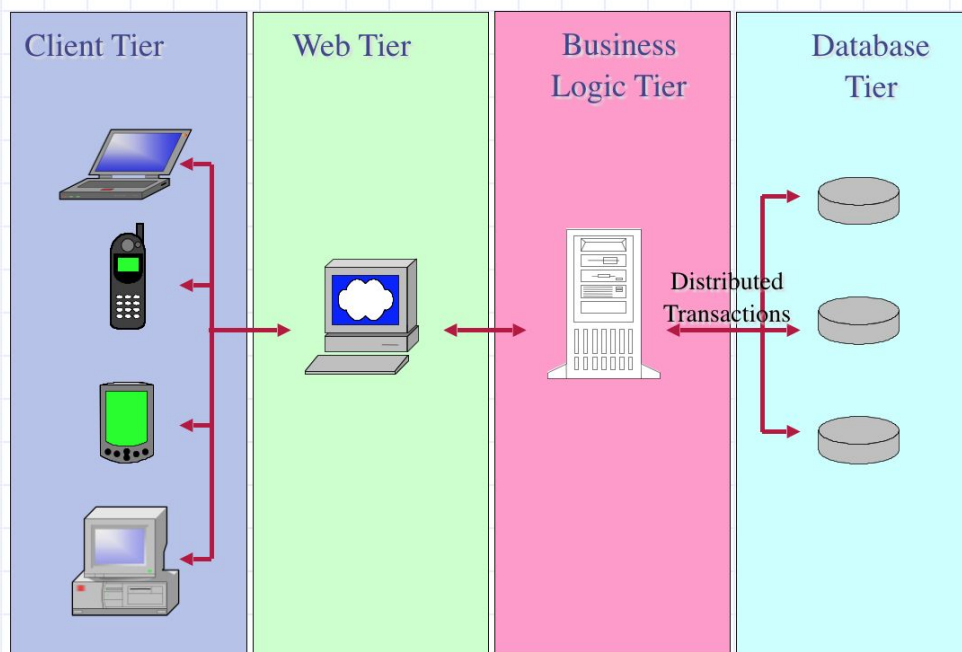 Client Tier
Web Tier
Business
Logic Tier
Database
Tier
Distributed
Transactions